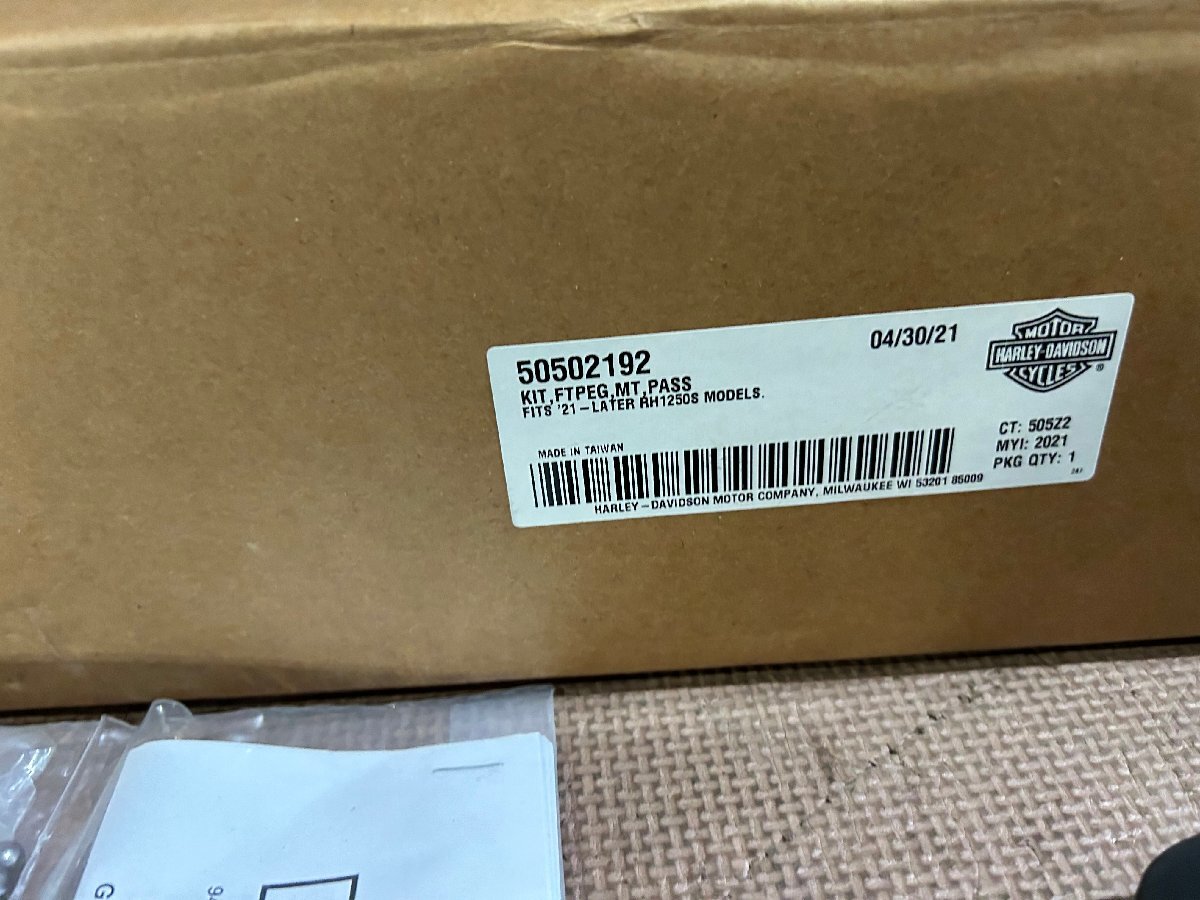 50502192
04/30/21
KIT,FTPEG,MT,PASS
FITS '21-LATER RH1250S MODELS.
MOTOR
HARLEY-DAVIDSON
CYCLES
®
MADE IN TAIWAN
CT: 505Z2
MYI: 2021
PKG QTY: 1
HARLEY-DAVIDSON MOTOR COMPANY, MILWAUKEE WI 53201 85009
G
94